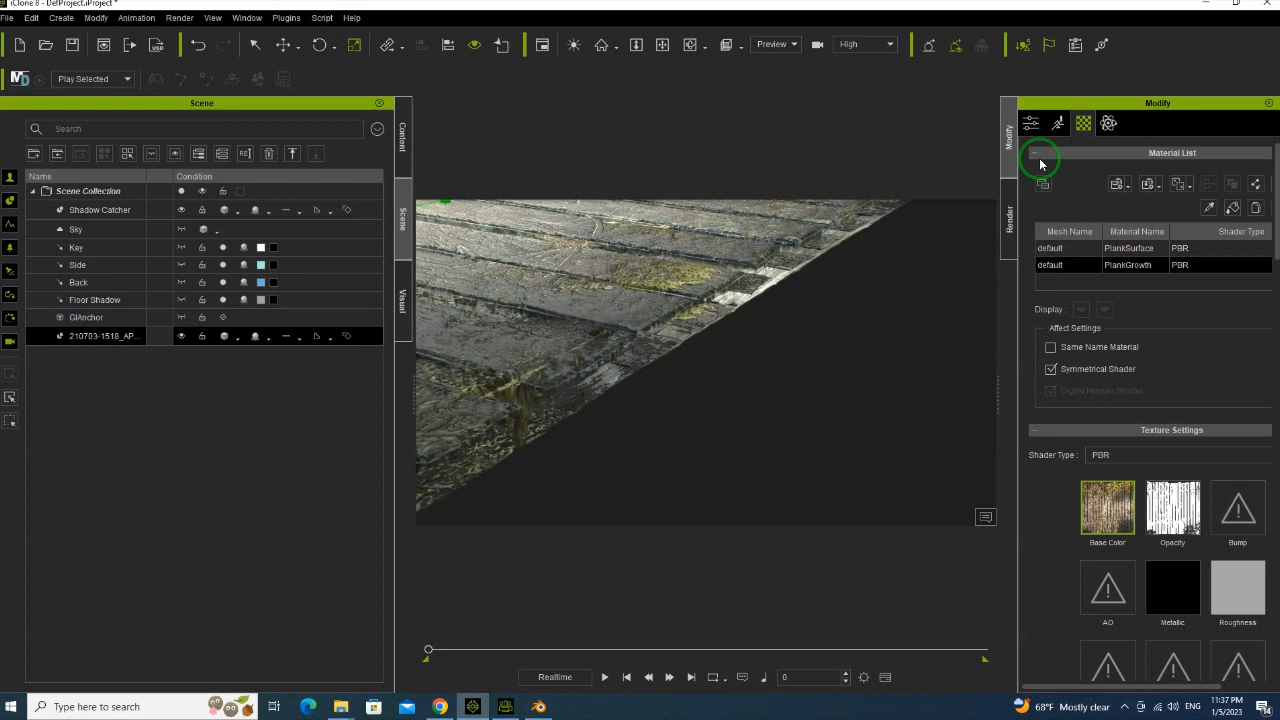 iClone 8 - DefProject.iProject *
File Edit Create Modify Animation Render View Window Plugins Script Help
Preview High
Play Selected
Scene
Modify
Search
Name Condition
Scene Collection
Shadow Catcher
Sky
Key
Side
Back
Floor Shadow
GIAnchor
210703-1518_AP...
Content
Scene
Visual
Modify
Render
Material List
Mesh Name Material Name Shader Type
default PlankSurface PBR
default PlankGrowth PBR
Display:
Affect Settings
Same Name Material
Symmetrical Shader
Digital Human Shader
Texture Settings
Shader Type : PBR
Base Color Opacity Bump
AO Metallic Roughness
Realtime 0
Type here to search
68°F Mostly clear ENG 11:37 PM
1/5/2023